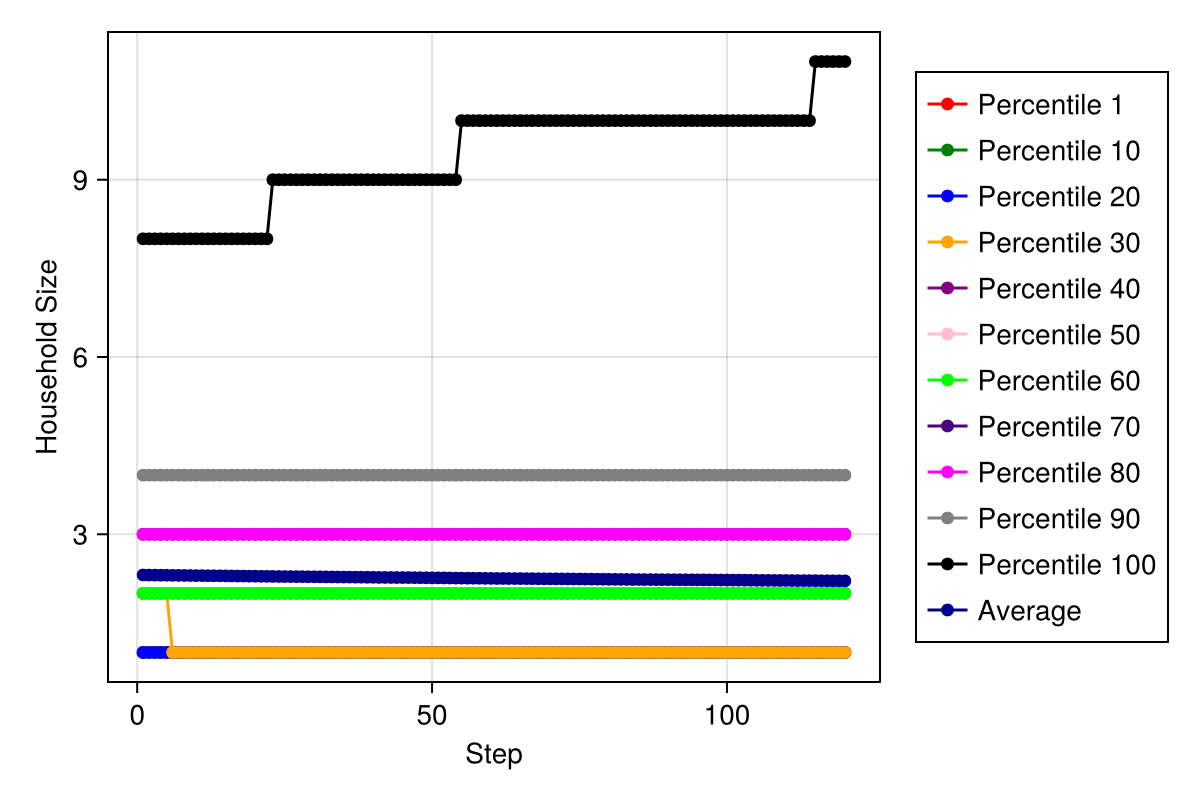 Household Size
9
6
3
0
50
100
Step
Percentile 1
Percentile 10
Percentile 20
Percentile 30
Percentile 40
Percentile 50
Percentile 60
Percentile 70
Percentile 80
Percentile 90
Percentile 100
Average